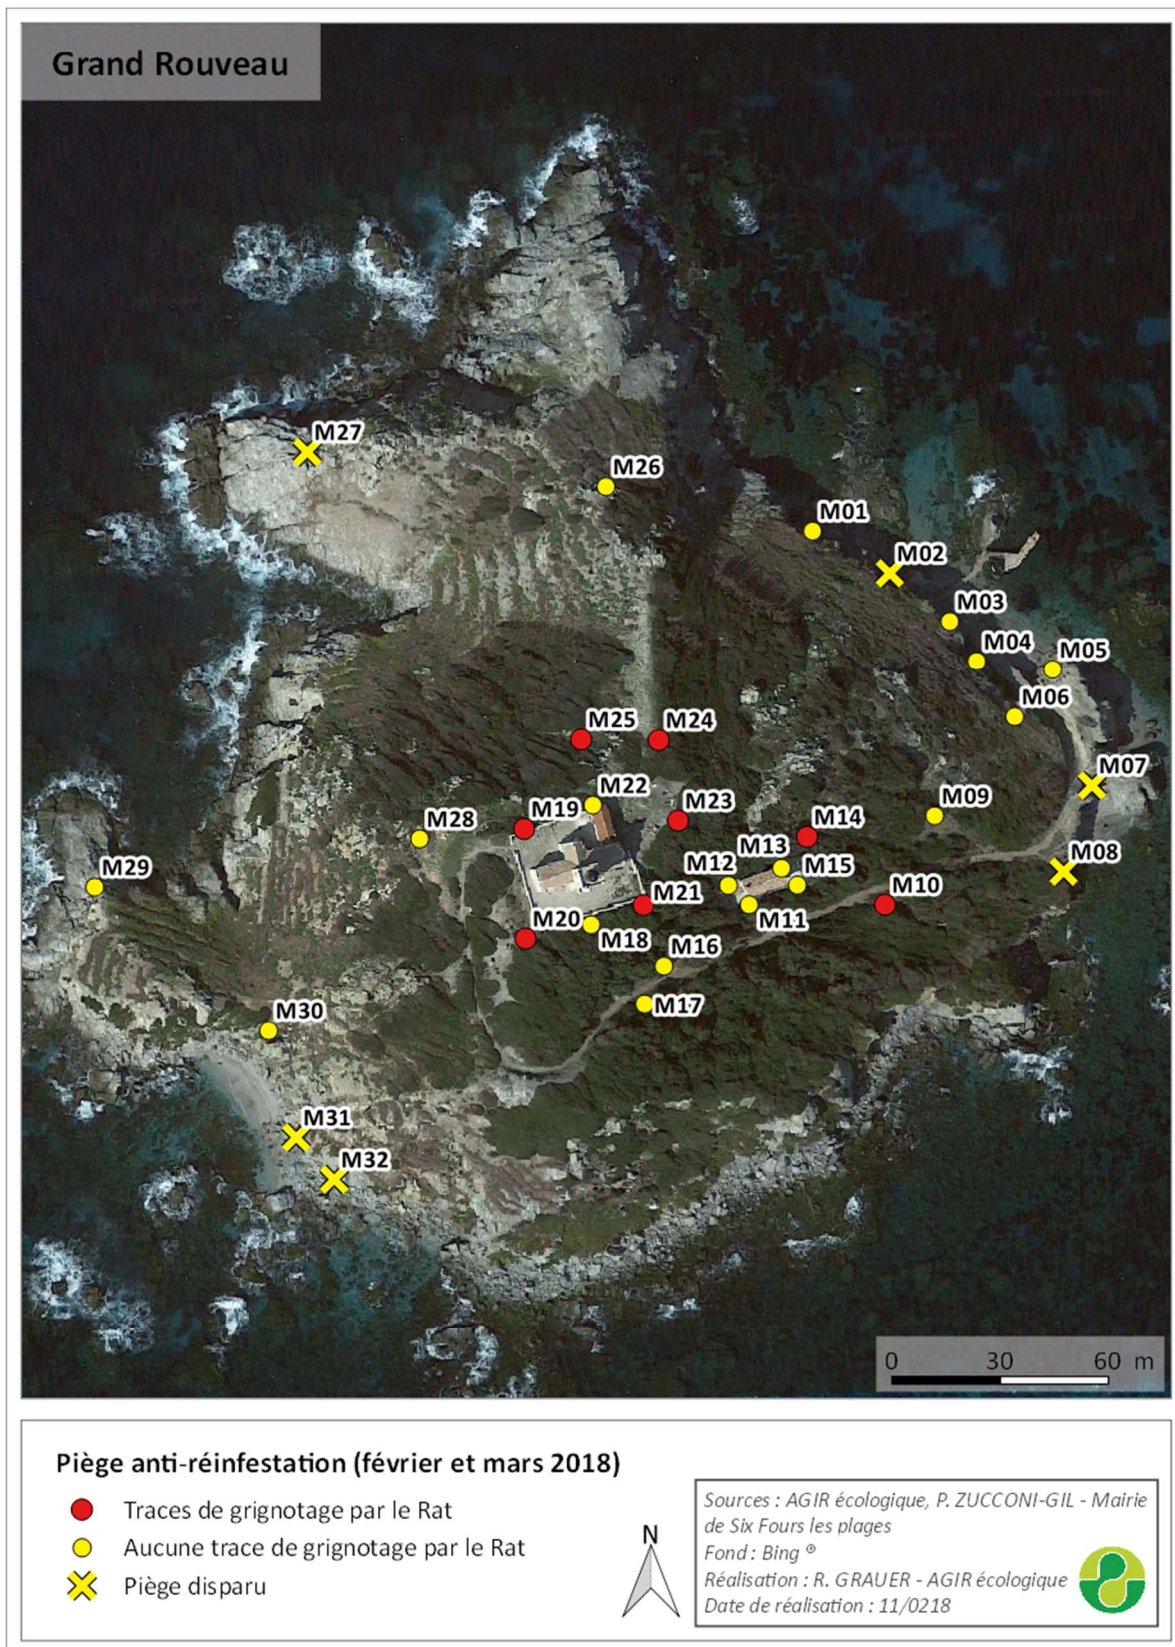 Grand Rouveau
M27
M26
M01
M02
M03
M04
M05
M06
M25
M24
M07
M22
M23
M09
M19
M14
M28
M13
M08
M12
M15
M29
M21
M10
M11
M20
M18
M16
M17
M30
M31
M32
0 30 60 m
Piège anti-réinfestation (février et mars 2018)
Traces de grignotage par le Rat
Aucune trace de grignotage par le Rat
Piège disparu
N
Sources : AGIR écologique, P. ZUCCONI-GIL - Mairie
de Six Fours les plages
Fond : Bing ®
Réalisation : R. GRAUER - AGIR écologique
Date de réalisation : 11/0218